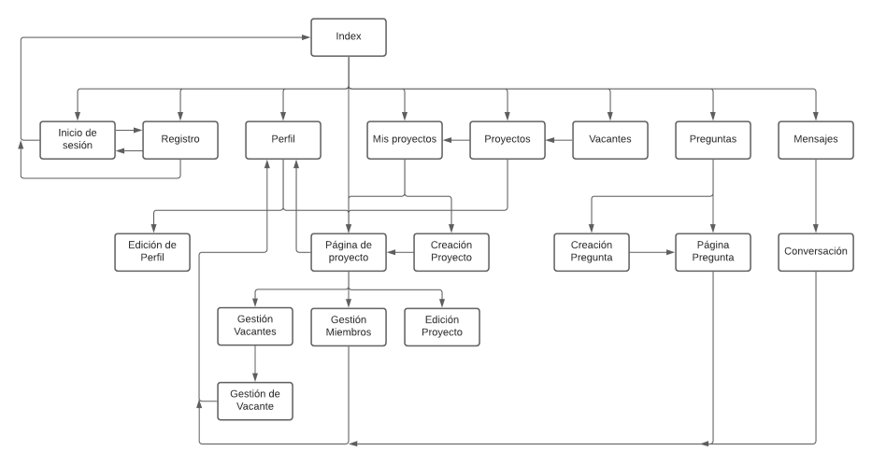 Index
Inicio de
sesión
Registro
Perfil
Mis proyectos
Proyectos
Vacantes
Preguntas
Mensajes
Edición de
Perfil
Página de
proyecto
Creación
Proyecto
Creación
Pregunta
Página
Pregunta
Conversación
Gestión
Vacantes
Gestión
Miembros
Edición
Proyecto
Gestión de
Vacante